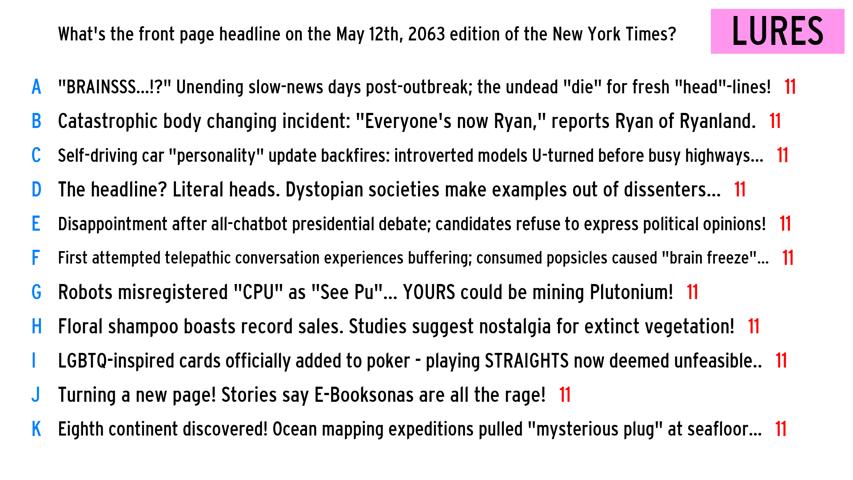 What's the front page headline on the May 12th, 2063 edition of the New York Times?
LURES
A "BRAINSSS...!?" Unending slow-news days post-outbreak; the undead "die" for fresh "head"-lines! 11
B Catastrophic body changing incident: "Everyone's now Ryan," reports Ryan of Ryanland. 11
C Self-driving car "personality" update backfires: introverted models U-turned before busy highways... 11
D The headline? Literal heads. Dystopian societies make examples out of dissenters... 11
E Disappointment after all-chatbot presidential debate; candidates refuse to express political opinions! 11
F First attempted telepathic conversation experiences buffering; consumed popsicles caused "brain freeze"... 11
G Robots misregistered "CPU" as "See Pu"... YOURS could be mining Plutonium! 11
H Floral shampoo boasts record sales. Studies suggest nostalgia for extinct vegetation! 11
I LGBTQ-inspired cards officially added to poker - playing STRAIGHTS now deemed unfeasible.. 11
J Turning a new page! Stories say E-Booksonas are all the rage! 11
K Eighth continent discovered! Ocean mapping expeditions pulled "mysterious plug" at seafloor... 11